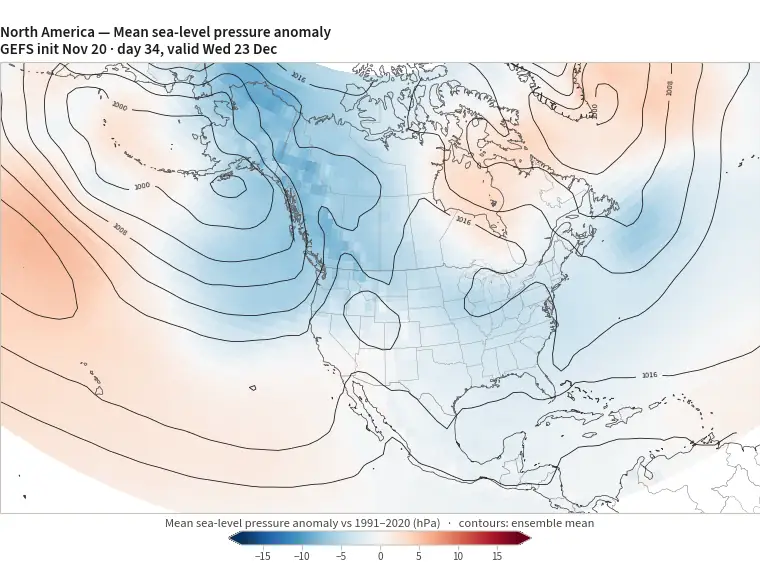 North America — Mean sea-level pressure anomaly
GEFS init Nov 20 · day 34, valid Wed 23 Dec
1016
1008
1000
1000
1000
1008
1016
1016
Mean sea-level pressure anomaly vs 1991–2020 (hPa)  ·  contours: ensemble mean
−15 −10 −5 0 5 10 15